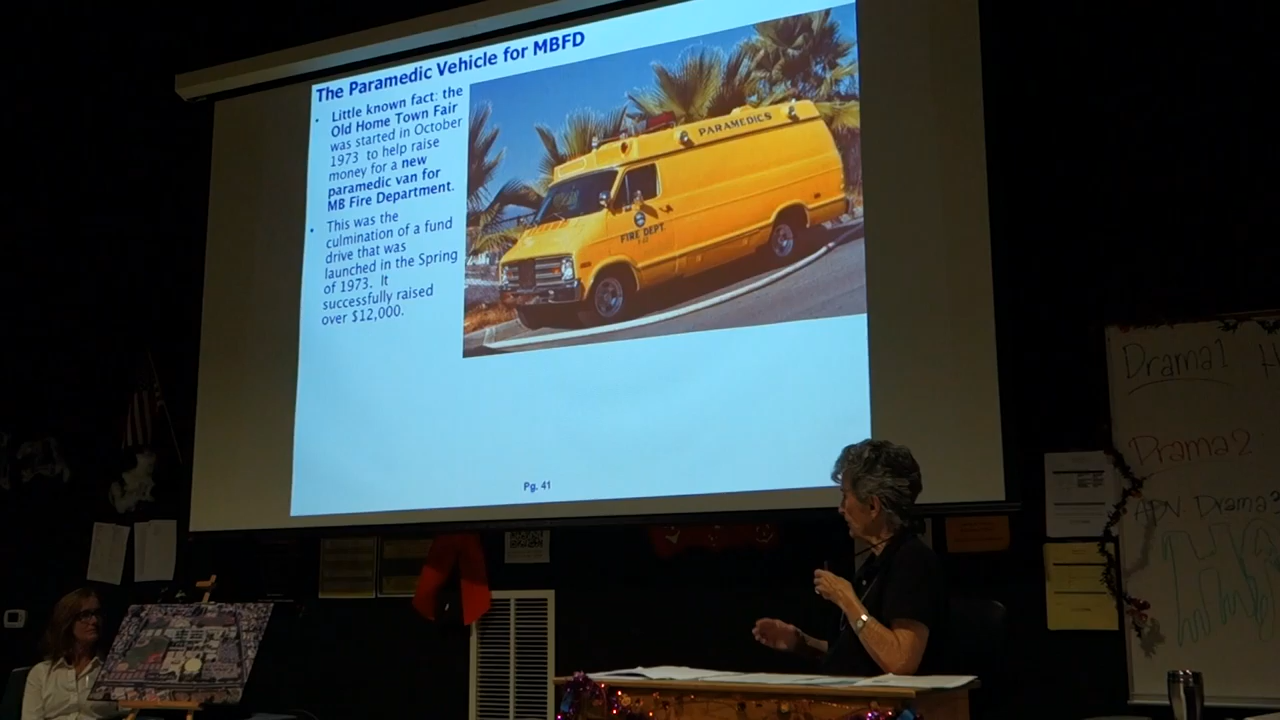 The Paramedic Vehicle for MBFD
• Little known fact: the
Old Home Town Fair
was started in October
1973 to help raise
money for a new
paramedic van for
MB Fire Department.
• This was the
culmination of a fund
drive that was
launched in the Spring
of 1973. It
successfully raised
over $12,000.
PARAMEDICS
FIRE DEPT.
Pg. 41
Drama1
Drama2
Drama